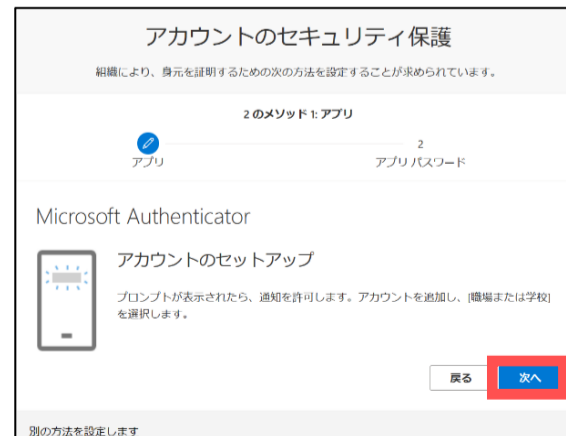 アカウントのセキュリティ保護
組織により、身元を証明するための次の方法を設定することが求められています。
2 のメソッド 1: アプリ
2
アプリ
アプリ パスワード
Microsoft Authenticator
アカウントのセットアップ
プロンプトが表示されたら、通知を許可します。アカウントを追加し、[職場または学校]
を選択します。
戻る
次へ
別の方法を設定します